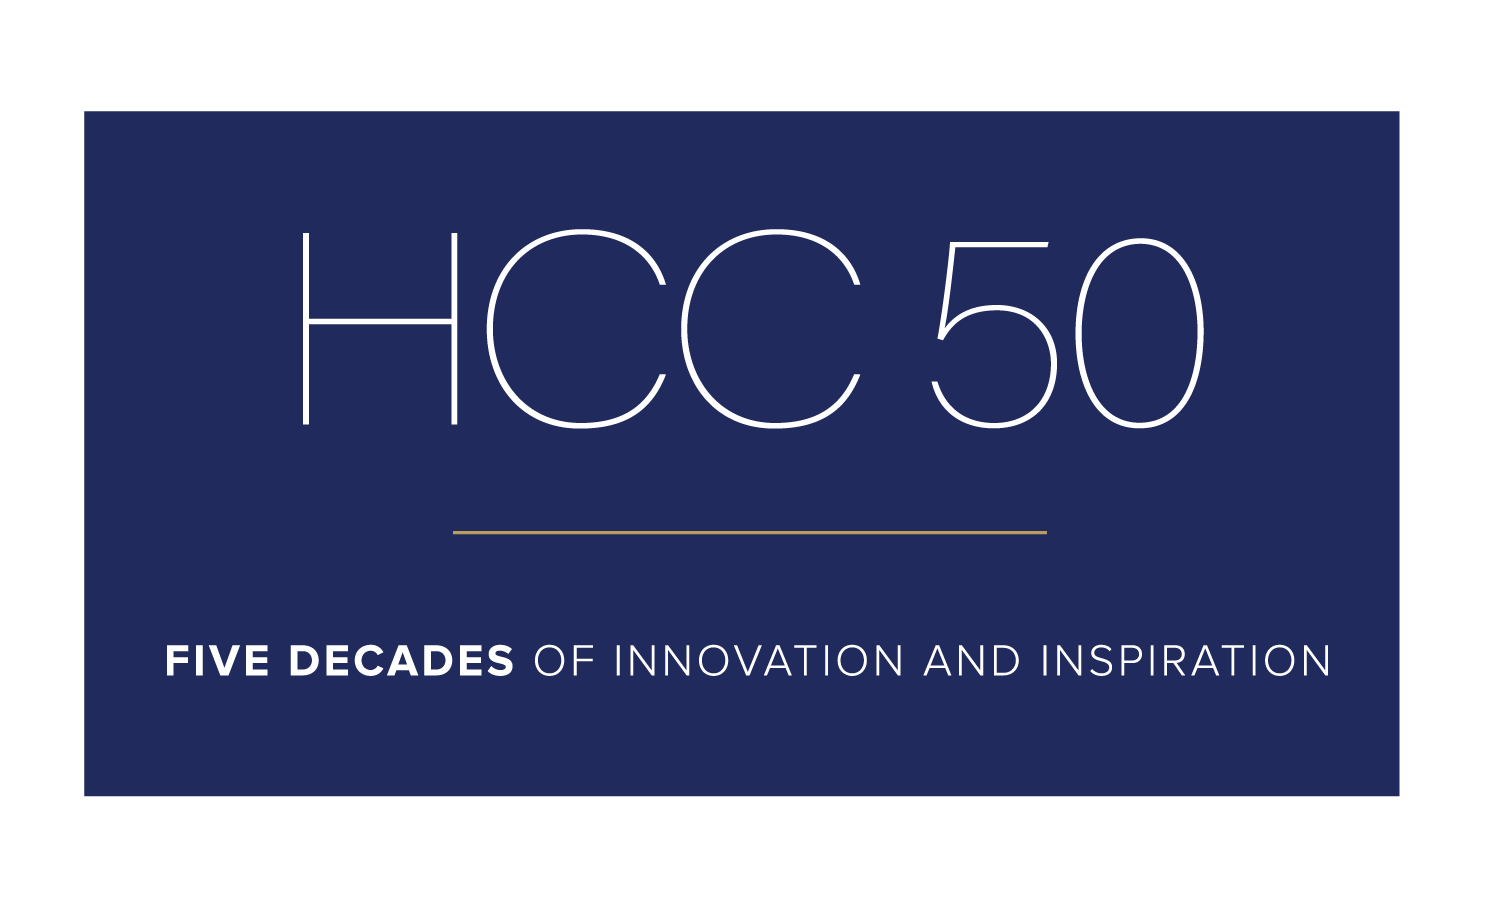 HCC 50
FIVE DECADES OF INNOVATION AND INSPIRATION